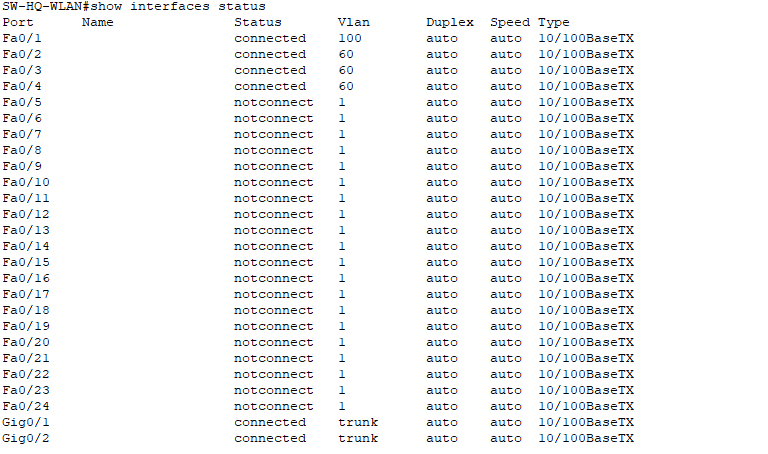 SW-HQ-WLAN#show interfaces status
Port      Name               Status       Vlan       Duplex  Speed Type
Fa0/1                        connected    100        auto    auto  10/100BaseTX
Fa0/2                        connected    60         auto    auto  10/100BaseTX
Fa0/3                        connected    60         auto    auto  10/100BaseTX
Fa0/4                        connected    60         auto    auto  10/100BaseTX
Fa0/5                        notconnect   1          auto    auto  10/100BaseTX
Fa0/6                        notconnect   1          auto    auto  10/100BaseTX
Fa0/7                        notconnect   1          auto    auto  10/100BaseTX
Fa0/8                        notconnect   1          auto    auto  10/100BaseTX
Fa0/9                        notconnect   1          auto    auto  10/100BaseTX
Fa0/10                       notconnect   1          auto    auto  10/100BaseTX
Fa0/11                       notconnect   1          auto    auto  10/100BaseTX
Fa0/12                       notconnect   1          auto    auto  10/100BaseTX
Fa0/13                       notconnect   1          auto    auto  10/100BaseTX
Fa0/14                       notconnect   1          auto    auto  10/100BaseTX
Fa0/15                       notconnect   1          auto    auto  10/100BaseTX
Fa0/16                       notconnect   1          auto    auto  10/100BaseTX
Fa0/17                       notconnect   1          auto    auto  10/100BaseTX
Fa0/18                       notconnect   1          auto    auto  10/100BaseTX
Fa0/19                       notconnect   1          auto    auto  10/100BaseTX
Fa0/20                       notconnect   1          auto    auto  10/100BaseTX
Fa0/21                       notconnect   1          auto    auto  10/100BaseTX
Fa0/22                       notconnect   1          auto    auto  10/100BaseTX
Fa0/23                       notconnect   1          auto    auto  10/100BaseTX
Fa0/24                       notconnect   1          auto    auto  10/100BaseTX
Gig0/1                       connected    trunk      auto    auto  10/100BaseTX
Gig0/2                       connected    trunk      auto    auto  10/100BaseTX